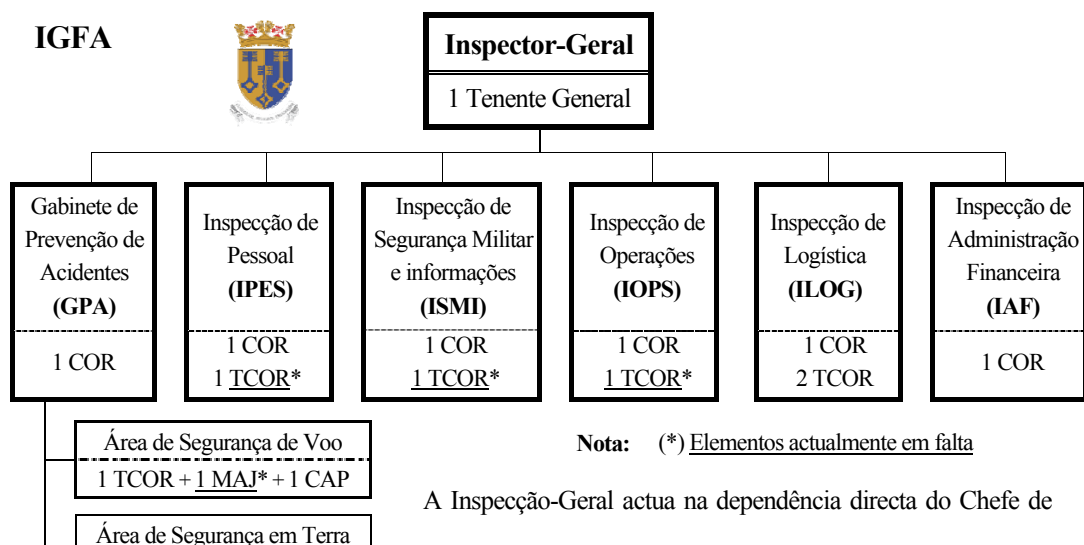 IGFA
Inspector-Geral
1 Tenente General
Gabinete de
Prevenção de
Acidentes
(GPA)
1 COR
Inspecção de
Pessoal
(IPES)
1 COR
1 TCOR*
Inspecção de
Segurança Militar
e informações
(ISMI)
1 COR
1 TCOR*
Inspecção de
Operações
(IOPS)
1 COR
1 TCOR*
Inspecção de
Logística
(ILOG)
1 COR
2 TCOR
Inspecção de
Administração
Financeira
(IAF)
1 COR
Área de Segurança de Voo
1 TCOR + 1 MAJ* + 1 CAP
Área de Segurança em Terra
Nota: (*) Elementos actualmente em falta
A Inspecção-Geral actua na dependência directa do Chefe de